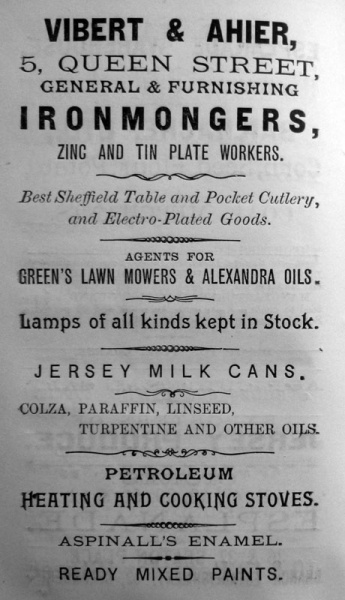 VIBERT & AHIER,
5, QUEEN STREET,
GENERAL & FURNISHING
IRONMONGERS,
ZINC AND TIN PLATE WORKERS.
Best Sheffield Table and Pocket Cutlery,
and Electro-Plated Goods.
AGENTS FOR
GREEN'S LAWN MOWERS & ALEXANDRA OILS.
Lamps of all kinds kept in Stock.
JERSEY MILK CANS.
COLZA, PARAFFIN, LINSEED,
TURPENTINE AND OTHER OILS.
PETROLEUM
HEATING AND COOKING STOVES.
ASPINALL'S ENAMEL.
READY MIXED PAINTS.